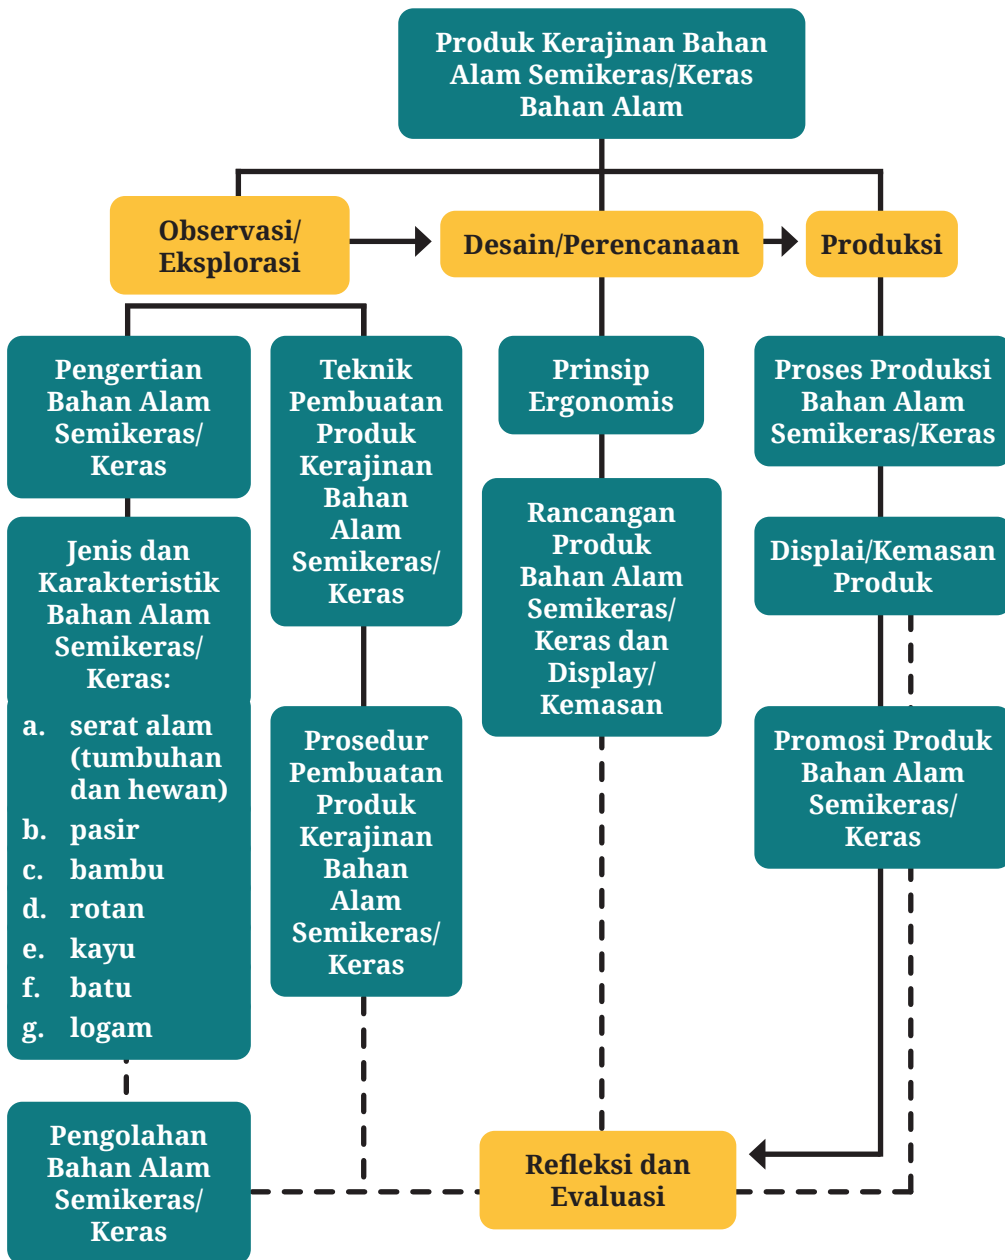 Produk Kerajinan Bahan
Alam Semikeras/Keras
Bahan Alam
Observasi/
Eksplorasi
Desain/Perencanaan
Produksi
Pengertian
Bahan Alam
Semikeras/
Keras
Jenis dan
Karakteristik
Bahan Alam
Semikeras/
Keras:
a. serat alam
(tumbuhan
dan hewan)
b. pasir
c. bambu
d. rotan
e. kayu
f. batu
g. logam
Pengolahan
Bahan Alam
Semikeras/
Keras
Teknik
Pembuatan
Produk
Kerajinan
Bahan
Alam
Semikeras/
Keras
Prosedur
Pembuatan
Produk
Kerajinan
Bahan
Alam
Semikeras/
Keras
Prinsip
Ergonomis
Rancangan
Produk
Bahan Alam
Semikeras/
Keras dan
Display/
Kemasan
Proses Produksi
Bahan Alam
Semikeras/Keras
Displai/Kemasan
Produk
Promosi Produk
Bahan Alam
Semikeras/
Keras
Refleksi dan
Evaluasi